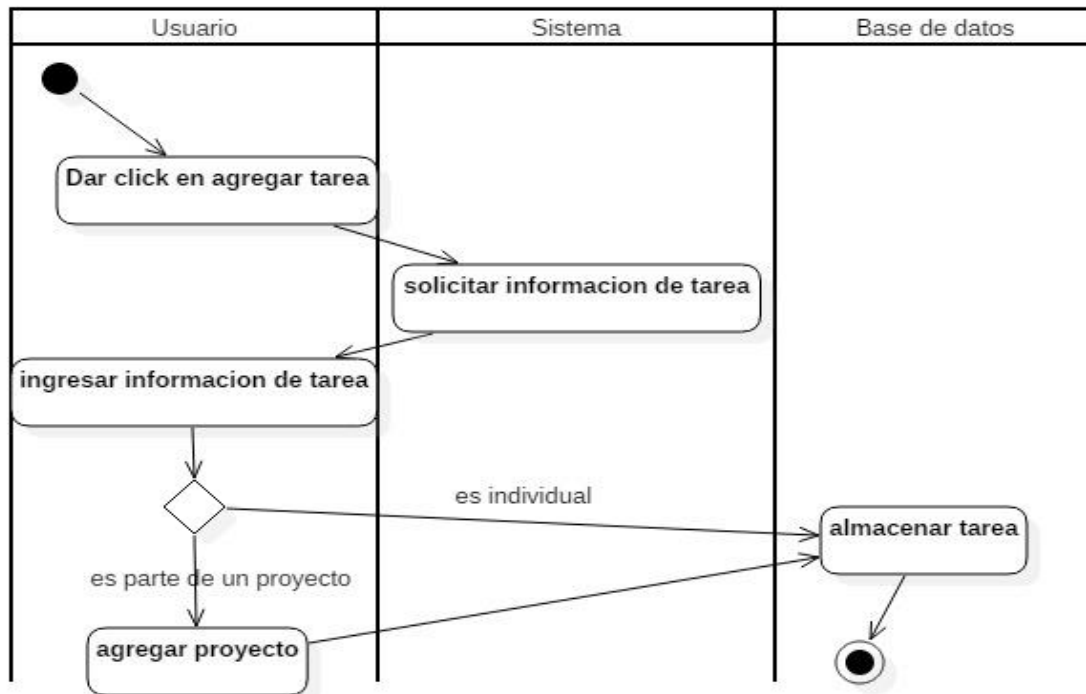 Usuario
Sistema
Base de datos
Dar click en agregar tarea
solicitar informacion de tarea
ingresar informacion de tarea
es individual
almacenar tarea
es parte de un proyecto
agregar proyecto